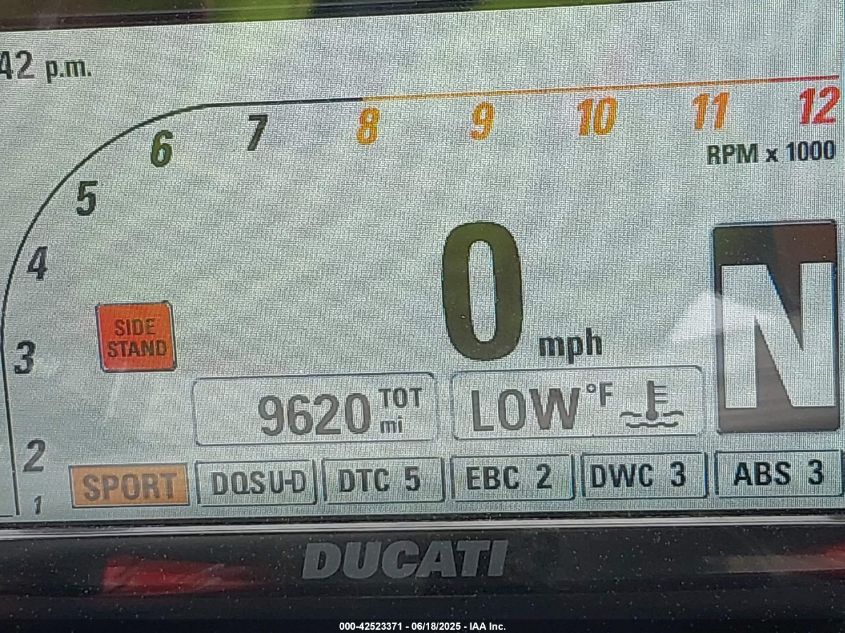 42 p.m.
1 2 3 4 5 6 7 8 9 10 11 12
RPM x 1000
0 mph
N
SIDE
STAND
9620 TOT
mi
LOW °F
SPORT DQSU-D DTC 5 EBC 2 DWC 3 ABS 3
DUCATI
000-42523371 - 06/18/2025 - IAA Inc.